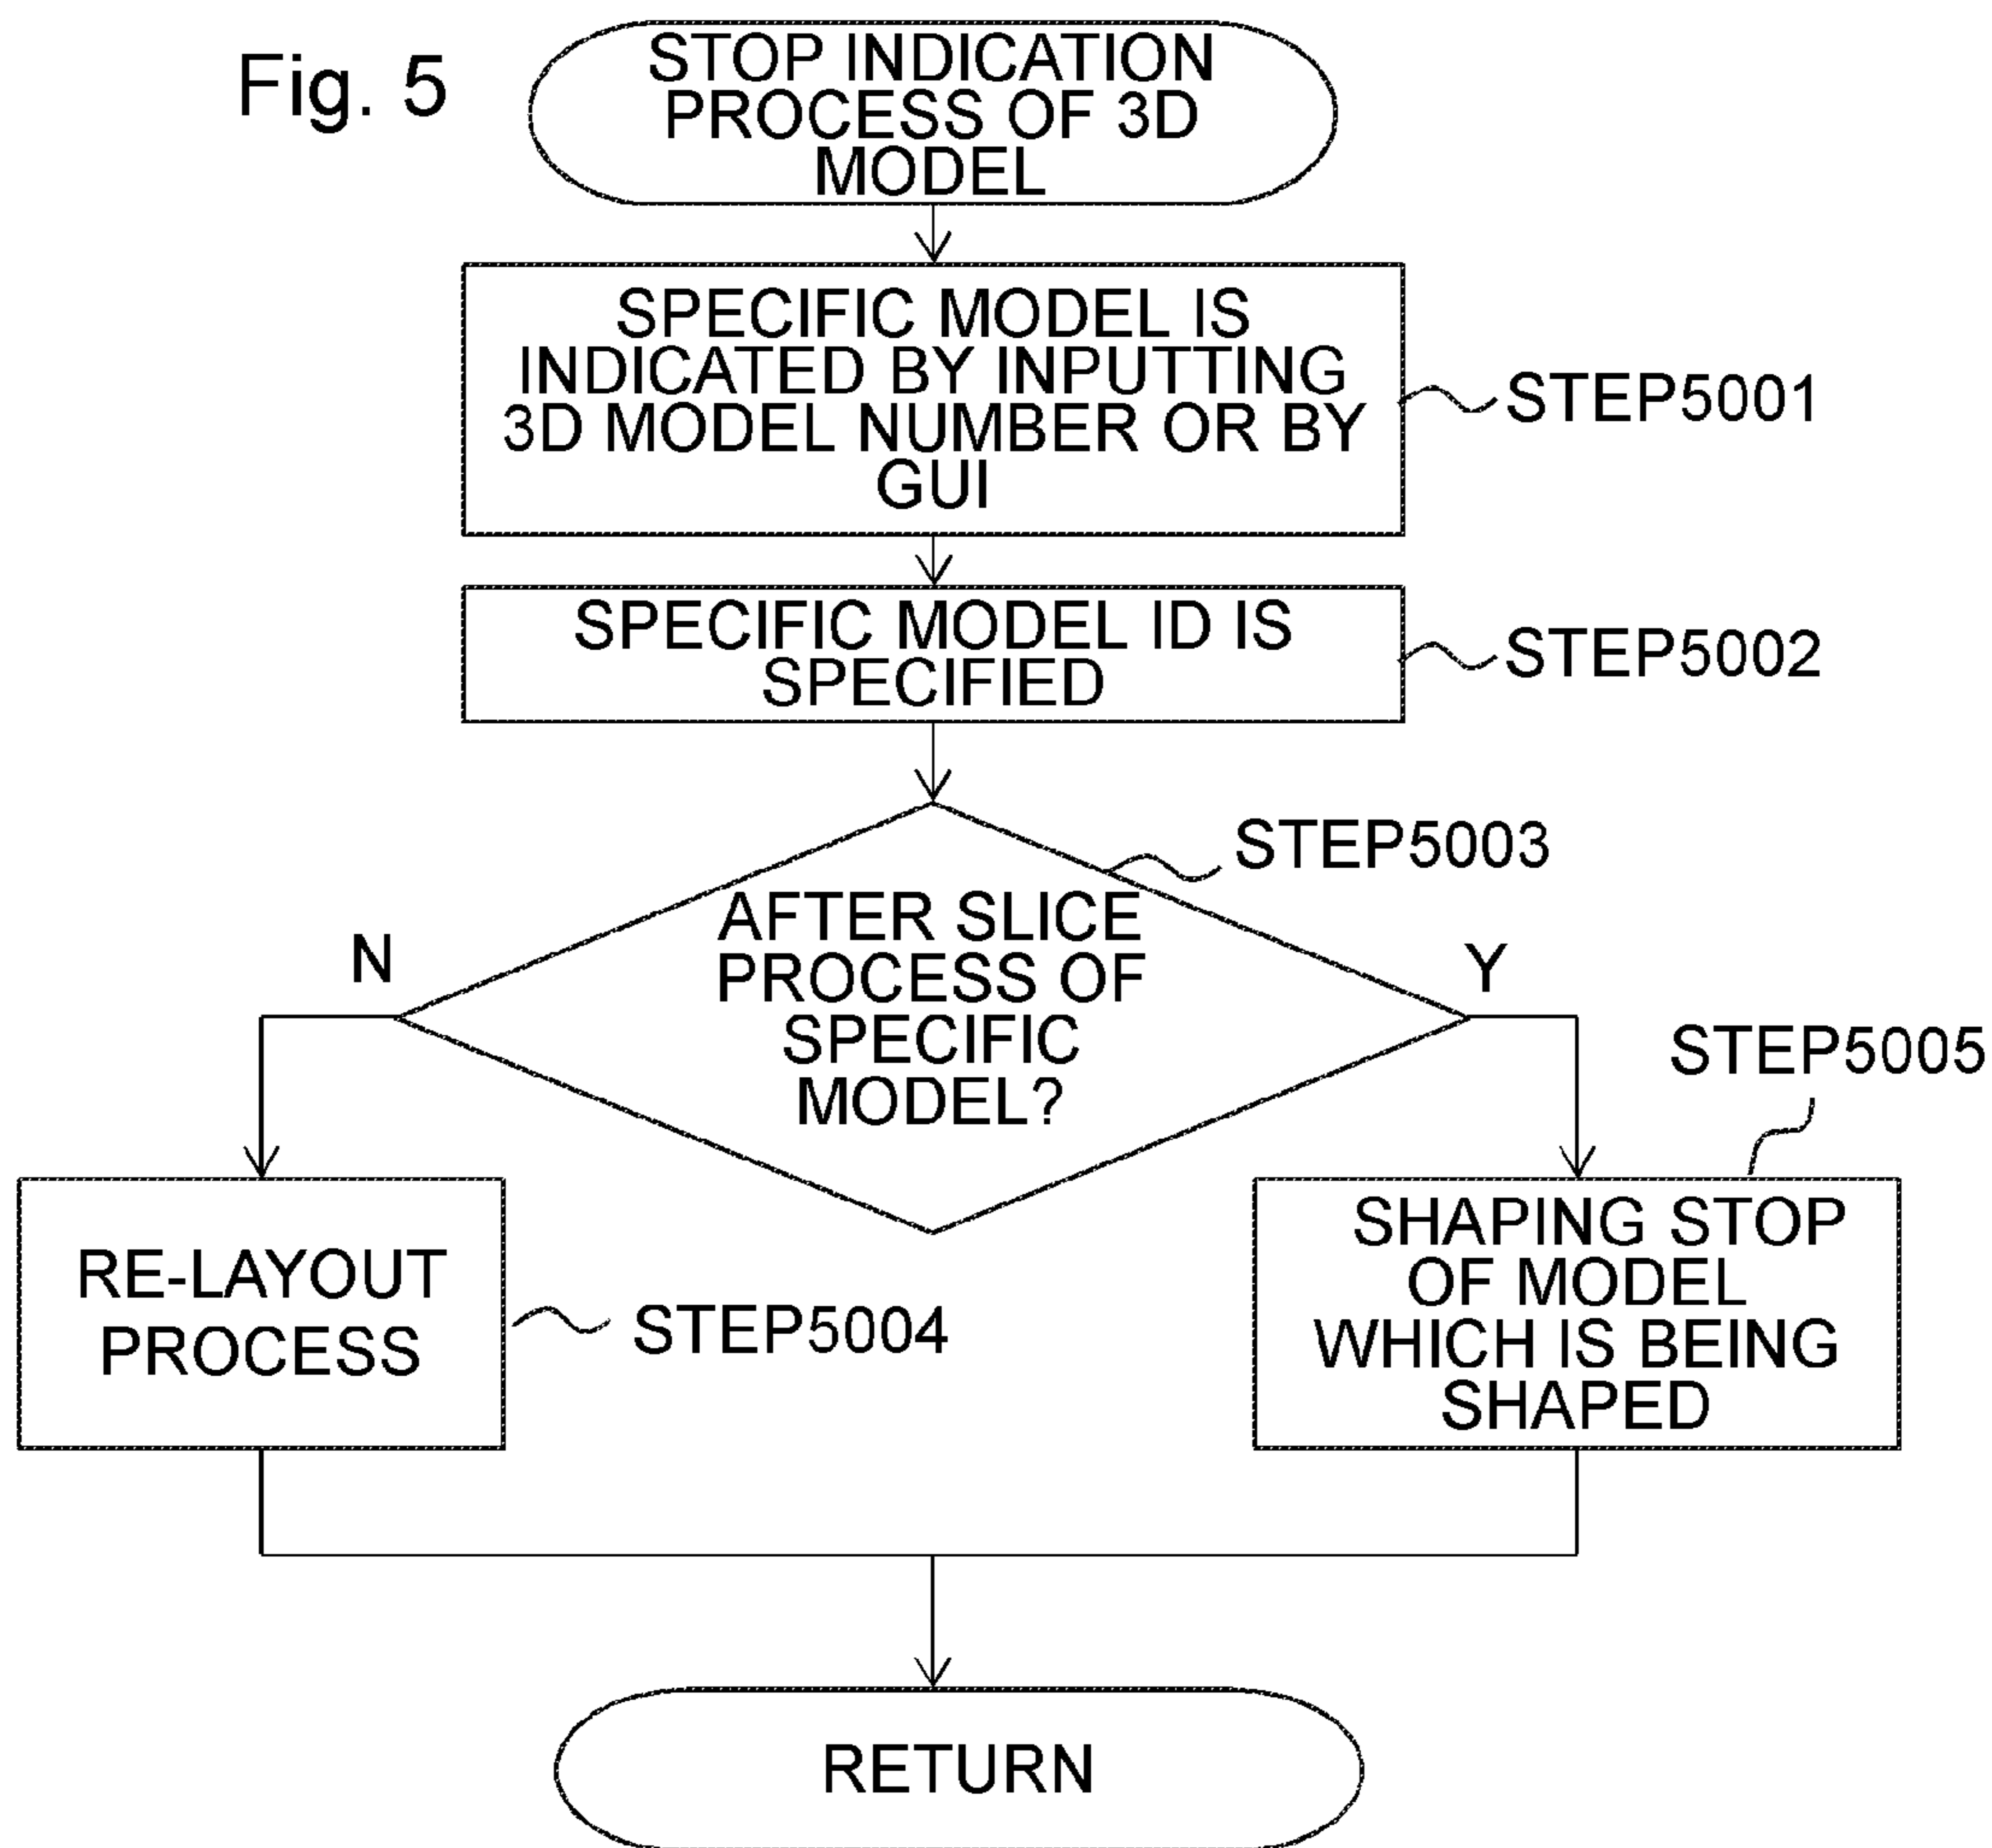 Fig. 5
STOP INDICATION
PROCESS OF 3D
MODEL
SPECIFIC MODEL IS
INDICATED BY INPUTTING
3D MODEL NUMBER OR BY
GUI
STEP5001
SPECIFIC MODEL ID IS
SPECIFIED
STEP5002
STEP5003
AFTER SLICE
PROCESS OF
SPECIFIC
MODEL?
N
Y
STEP5005
RE-LAYOUT
PROCESS
STEP5004
SHAPING STOP
OF MODEL
WHICH IS BEING
SHAPED
RETURN